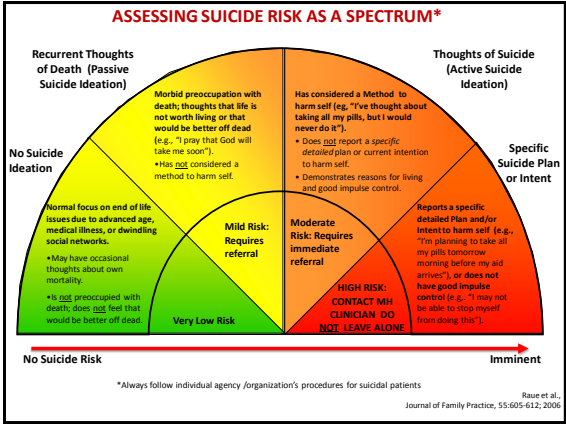 ASSESSING SUICIDE RISK AS A SPECTRUM*
Recurrent Thoughts
of Death (Passive
Suicide Ideation)
Thoughts of Suicide
(Active Suicide
Ideation)
No Suicide
Ideation
Specific
Suicide Plan
or Intent
Morbid preoccupation with
death; thoughts that life is
not worth living or that
would be better off dead
(e.g., “I pray that God will
take me soon”).
•Has not considered a
method to harm self.
Has considered a Method to
harm self (eg, “I’ve thought about
taking all my pills, but I would
never do it”).
• Does not report a specific
detailed plan or current intention
to harm self.
• Demonstrates reasons for living
and good impulse control.
Normal focus on end of life
issues due to advanced age,
medical illness, or dwindling
social networks.
•May have occasional
thoughts about own
mortality.
•Is not preoccupied with
death; does not feel that
would be better off dead.
Reports a specific
detailed Plan and/or
Intent to harm self (e.g.,
“I’m planning to take all
my pills tomorrow
morning before my aid
arrives”), or does not
have good impulse
control (e.g,. “I may not
be able to stop myself
from doing this”).
Mild Risk:
Requires
referral
Moderate
Risk: Requires
immediate
referral
Very Low Risk
HIGH RISK:
CONTACT MH
CLINICIAN DO
NOT LEAVE ALONE
No Suicide Risk
Imminent
*Always follow individual agency /organization’s procedures for suicidal patients
Raue et al.,
Journal of Family Practice, 55:605-612; 2006